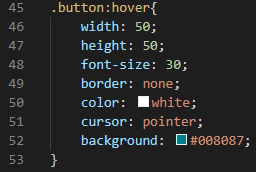 45 .button:hover{
46 width: 50;
47 height: 50;
48 font-size: 30;
49 border: none;
50 color: white;
51 cursor: pointer;
52 background: #008087;
53 }